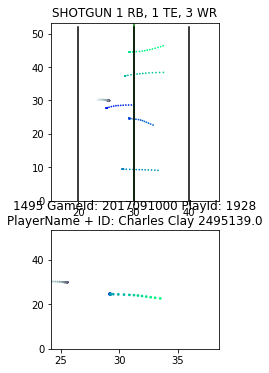 SHOTGUN 1 RB, 1 TE, 3 WR
50
40
30
20
10
0
20 30 40
1495 GameId: 2017091000 PlayId: 1928
PlayerName + ID: Charles Clay 2495139.0
40
20
0
25 30 35